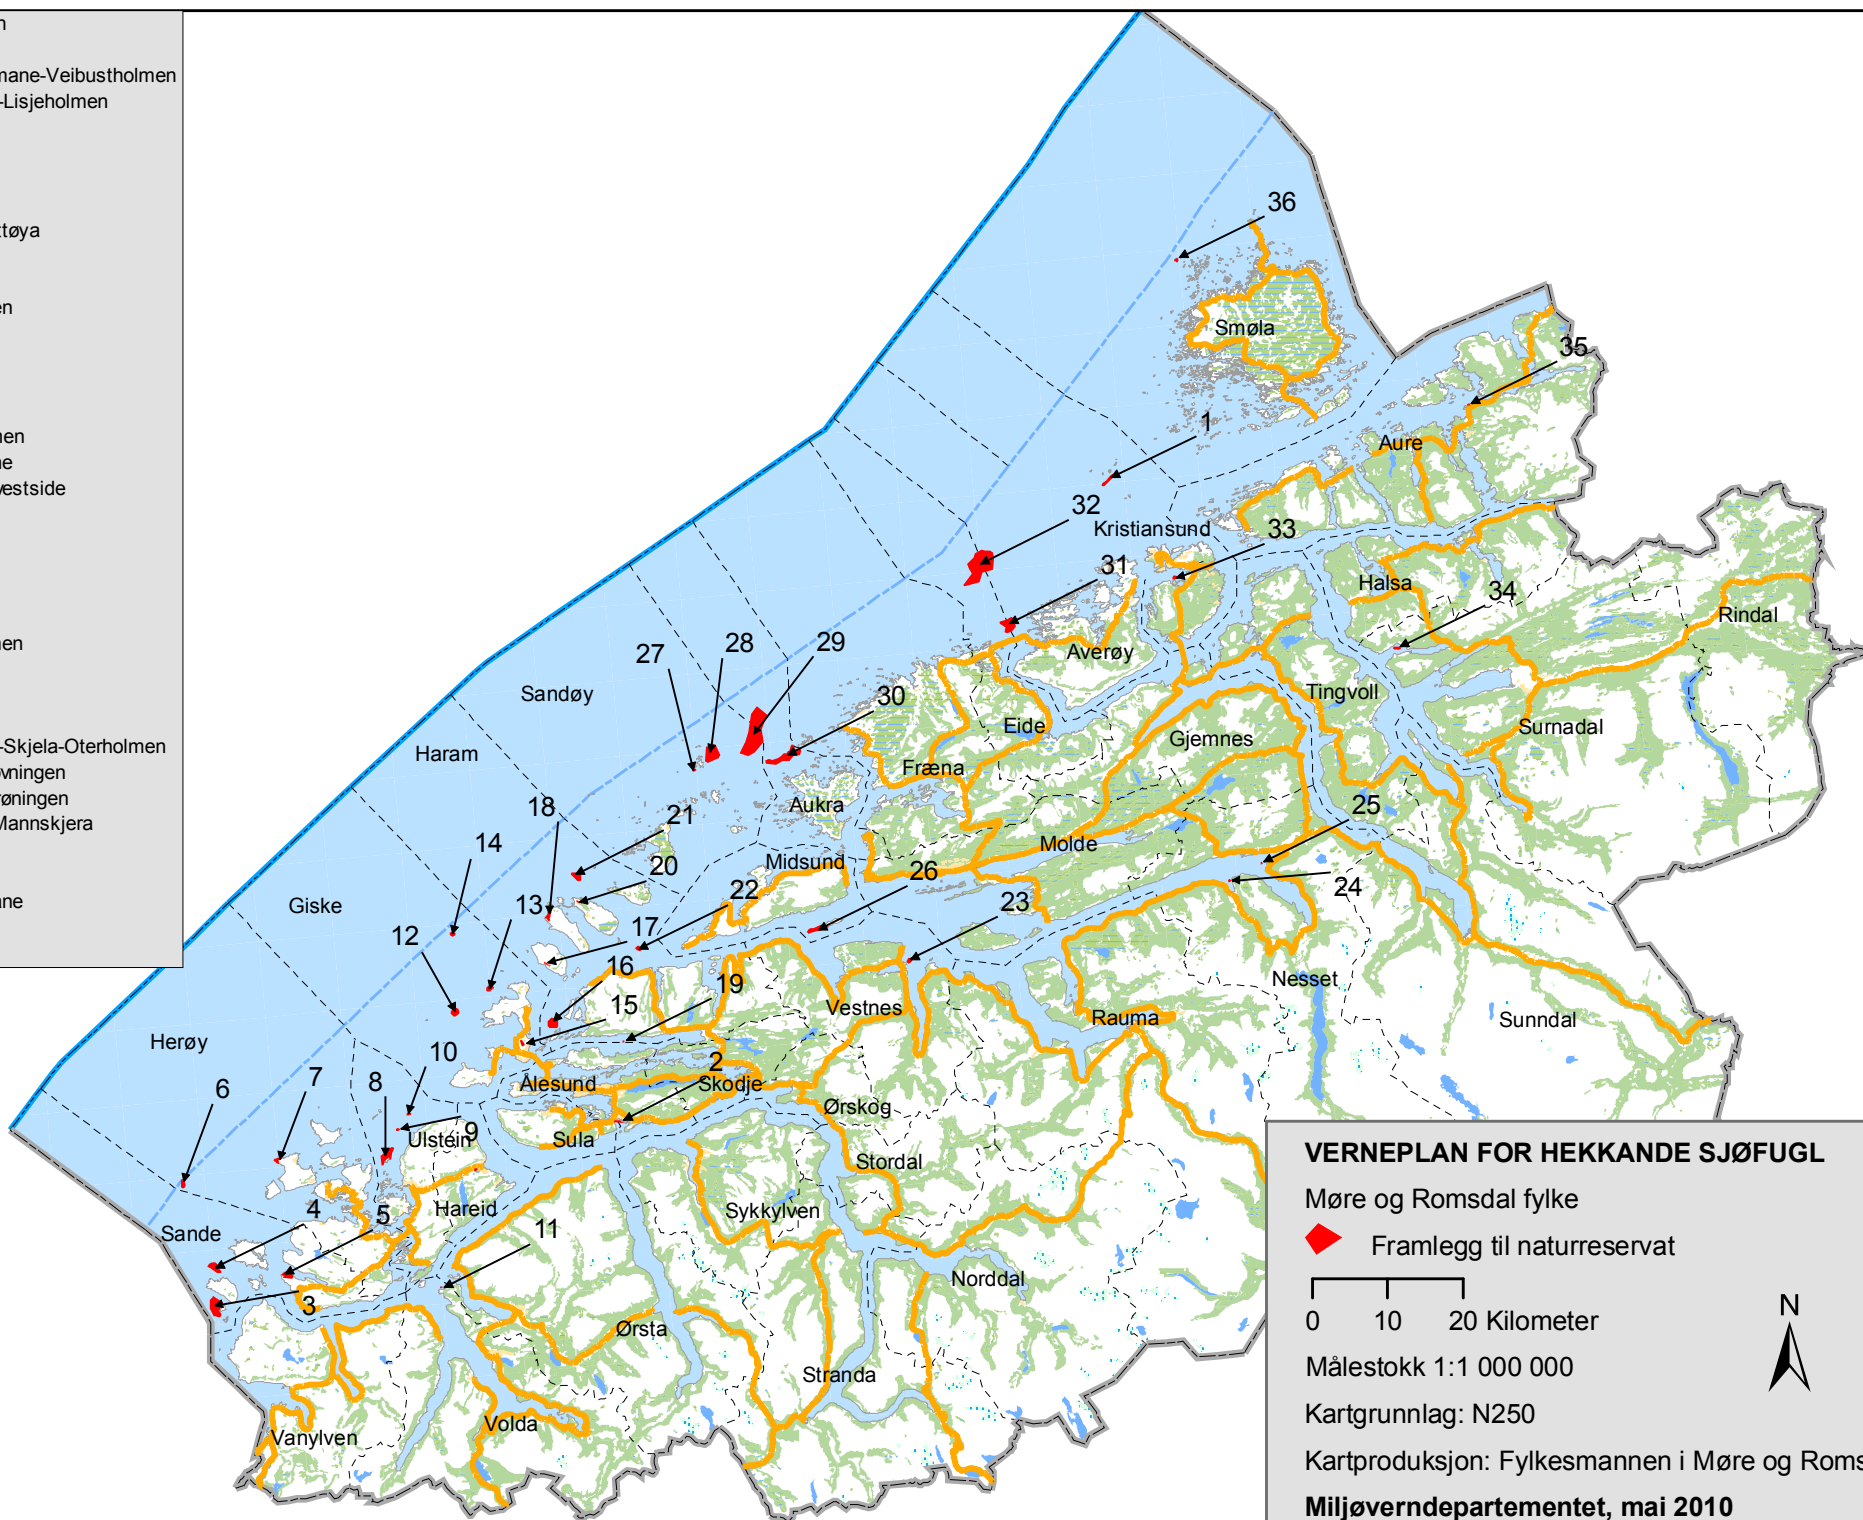 n
mane-Veibustholmen
-Lisjeholmen
ttøya
en
nen
ne
vestside
nen
-Skjela-Oterholmen
øvningen
røningen
Mannskjera
ane
36
Smøla
35
1
Aure
32
Kristiansund
33
31
Halsa
34
Rindal
27
28
29
Averøy
Sandøy
30
Tingvoll
Eide
Surnadal
Haram
Gjemnes
Fræna
18
21
Aukra
25
14
Molde
20
Midsund
26
24
Giske
13
22
23
12
17
16
Nesset
15
19
Vestnes
Rauma
Sunndal
Herøy
10
2
6
7
8
Ålesund
Skodje
Ørskog
9
Ulstein
Sula
Stordal
4
5
Hareid
Sykkylven
Sande
11
Norddal
3
Ørsta
Stranda
Volda
Vanylven
VERNEPLAN FOR HEKKANDE SJØFUGL
Møre og Romsdal fylke
Framlegg til naturreservat
0 10 20 Kilometer
N
Målestokk 1:1 000 000
Kartgrunnlag: N250
Kartproduksjon: Fylkesmannen i Møre og Roms
Miljøverndepartementet, mai 2010